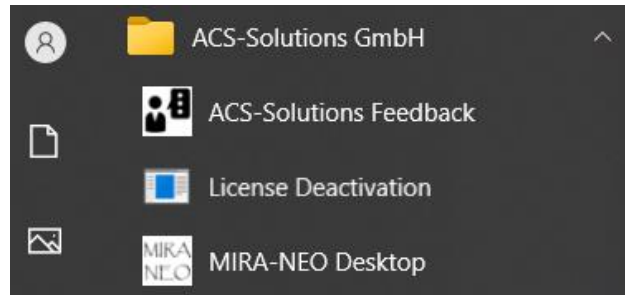 ACS-Solutions GmbH
ACS-Solutions Feedback
License Deactivation
MIRA
NEO
MIRA-NEO Desktop